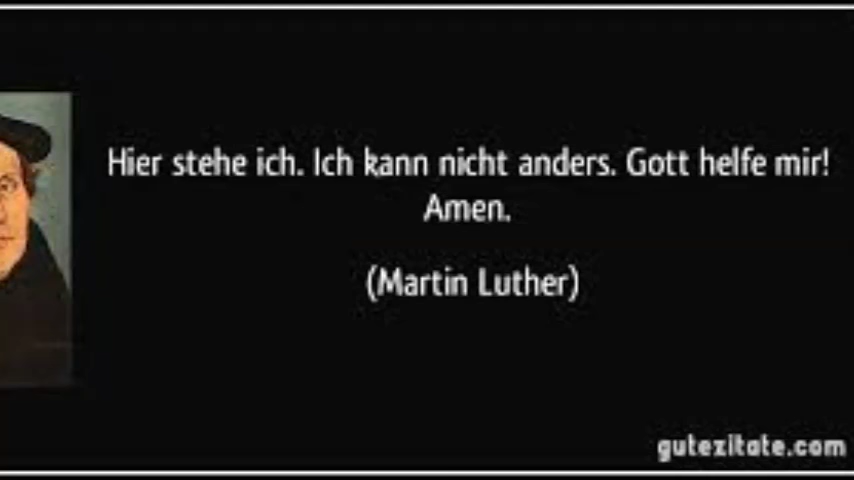 Hier stehe ich. Ich kann nicht anders. Gott helfe mir!
Amen.
(Martin Luther)
gutezitate.com